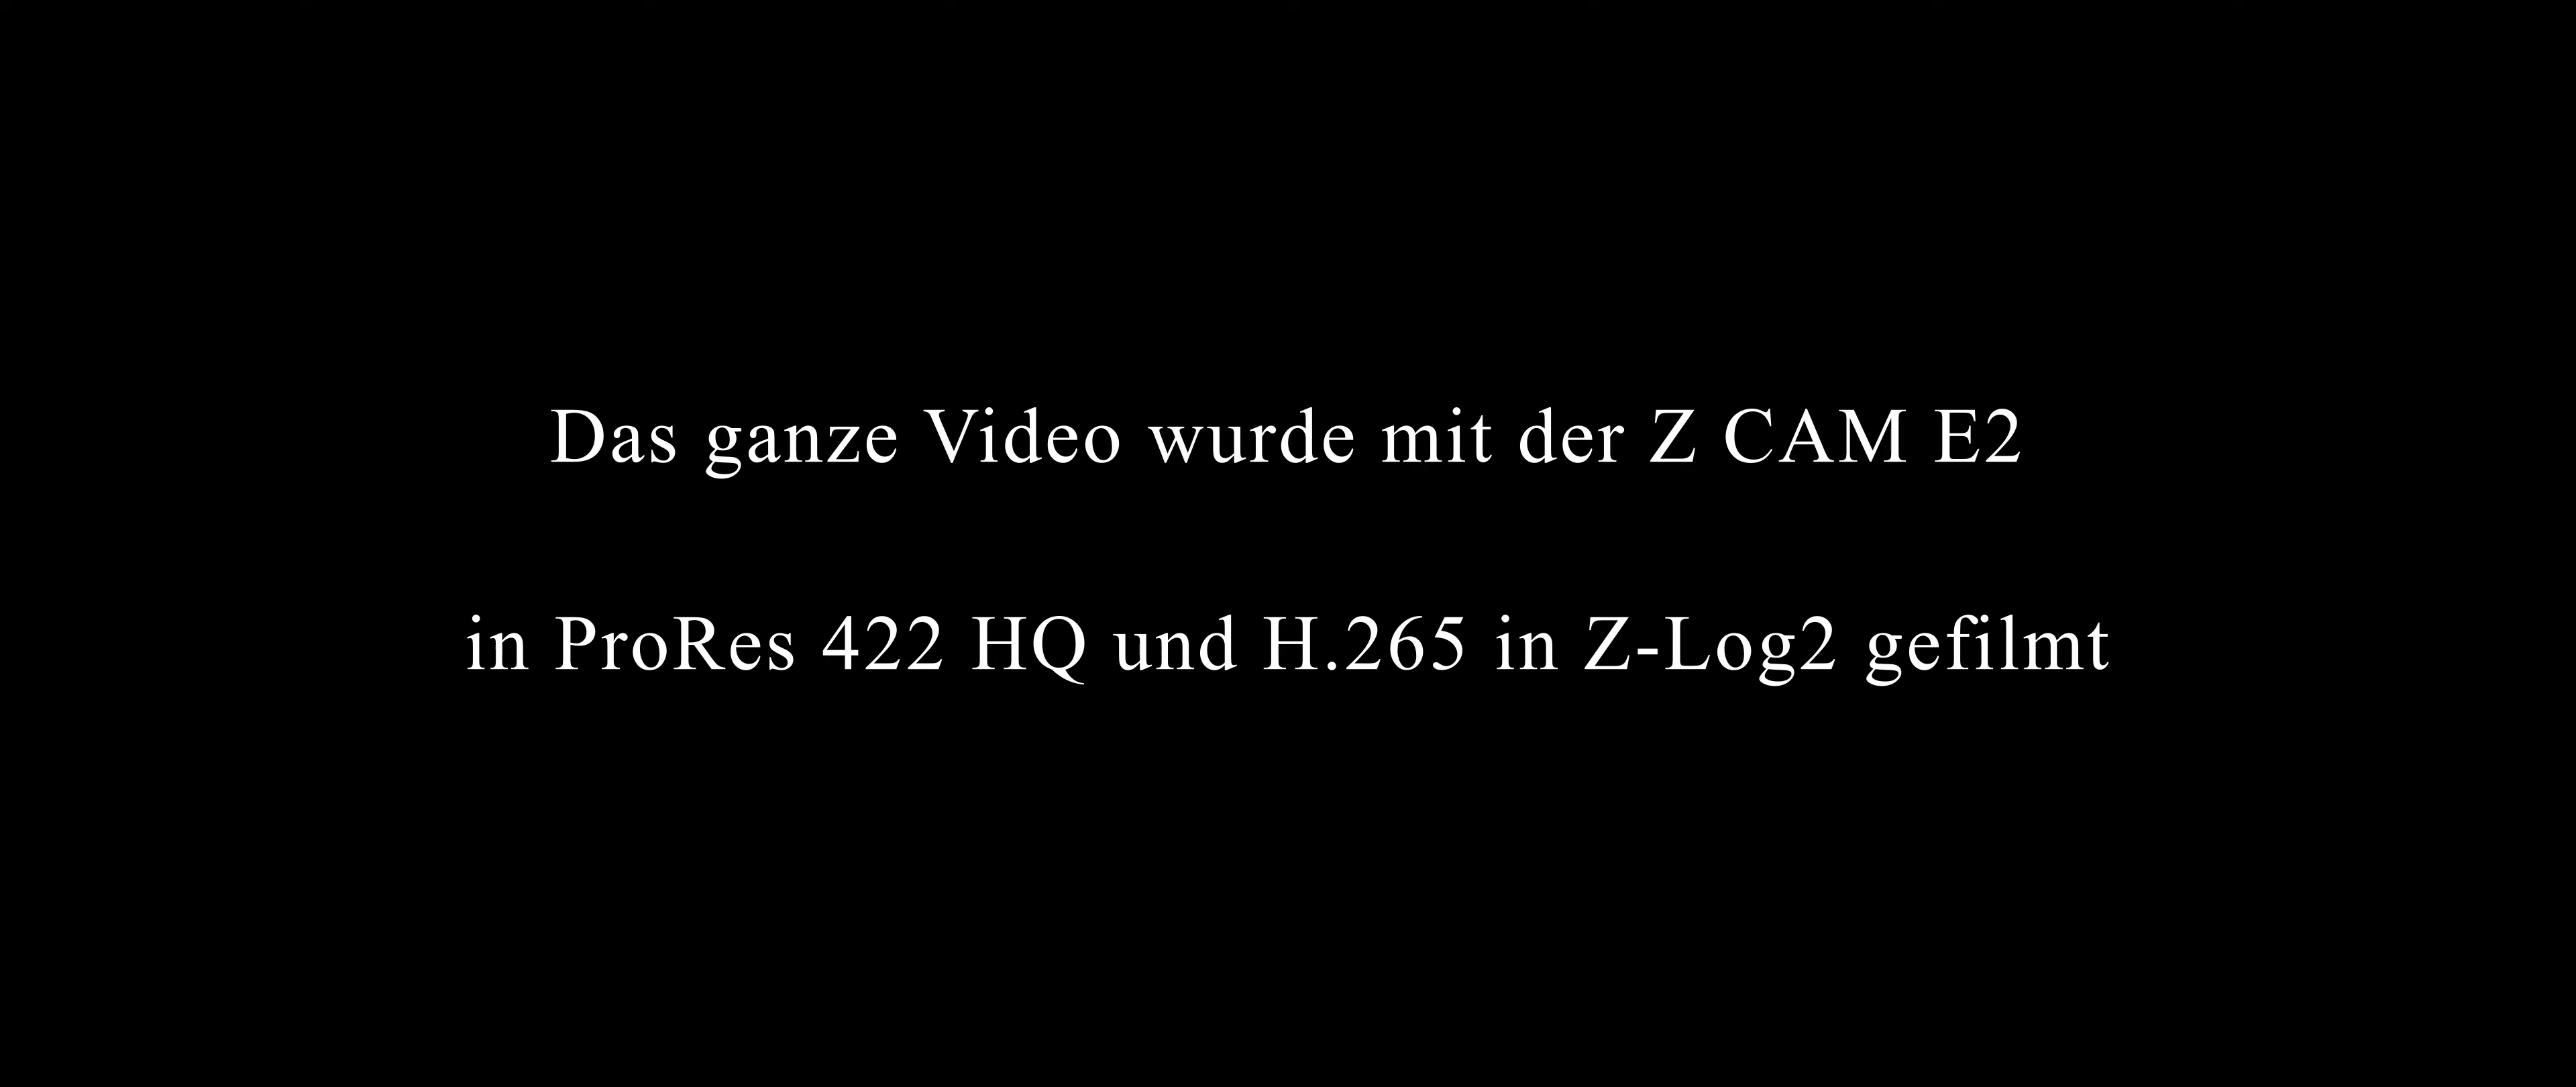 Das ganze Video wurde mit der Z CAM E2
in ProRes 422 HQ und H.265 in Z-Log2 gefilmt